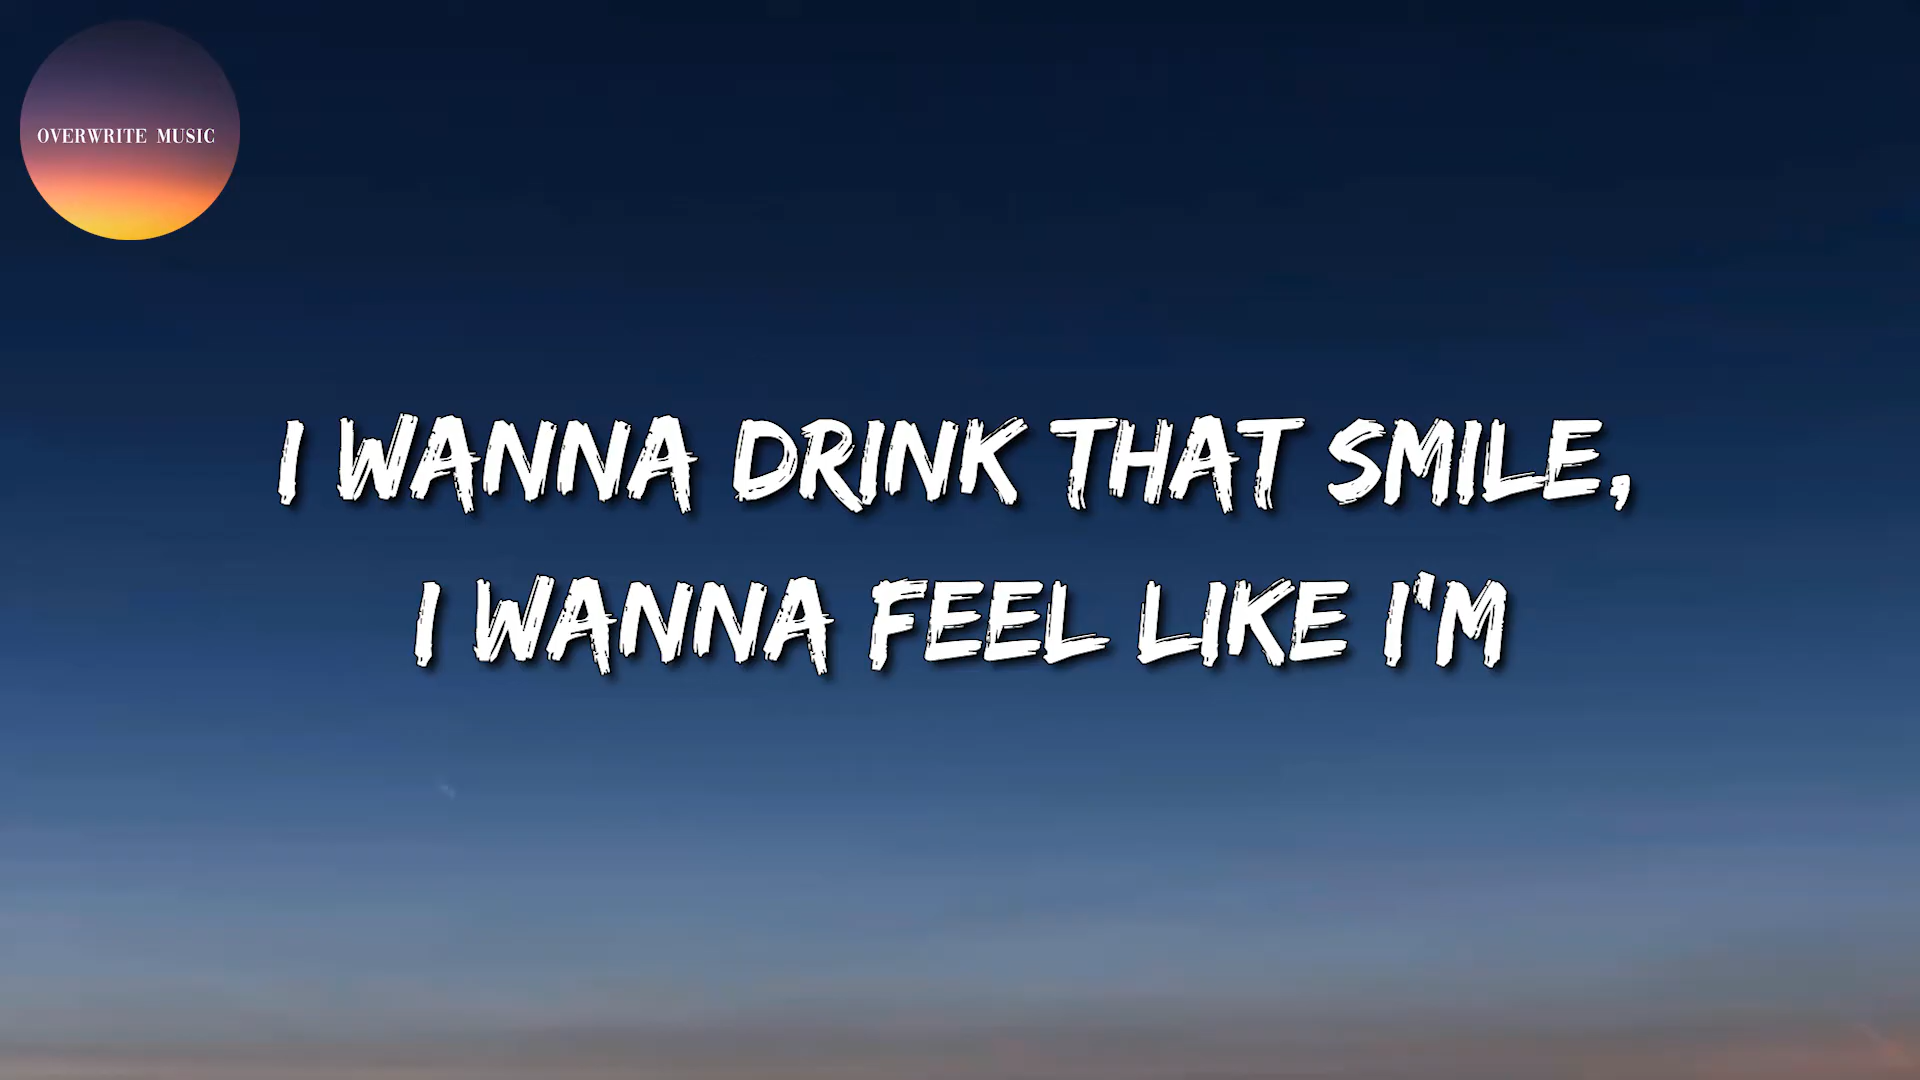 OVERWRITE MUSIC
I WANNA DRINK THAT SMILE,
I WANNA FEEL LIKE I'M